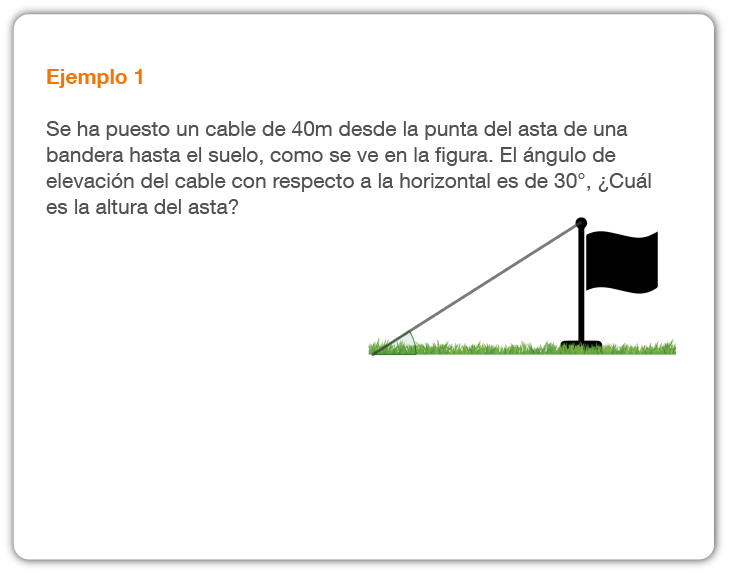 Ejemplo 1
Se ha puesto un cable de 40m desde la punta del asta de una
bandera hasta el suelo, como se ve en la figura. El ángulo de
elevación del cable con respecto a la horizontal es de 30°, ¿Cuál
es la altura del asta?